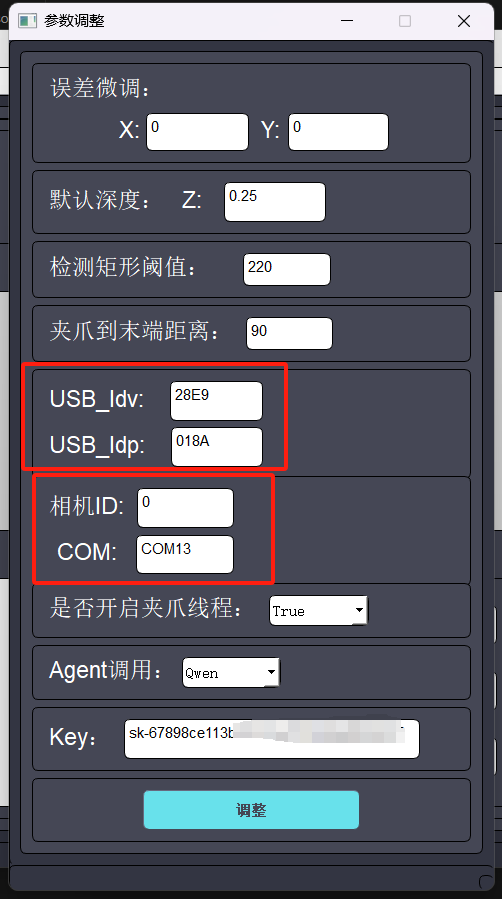 参数调整
误差微调：
X: 0 Y: 0
默认深度： Z: 0.25
检测矩形阈值： 220
夹爪到末端距离： 90
USB_Idv: 28E9
USB_Idp: 018A
相机ID: 0
COM: COM13
是否开启夹爪线程： True
Agent调用： Qwen
Key： sk-67898ce113
调整